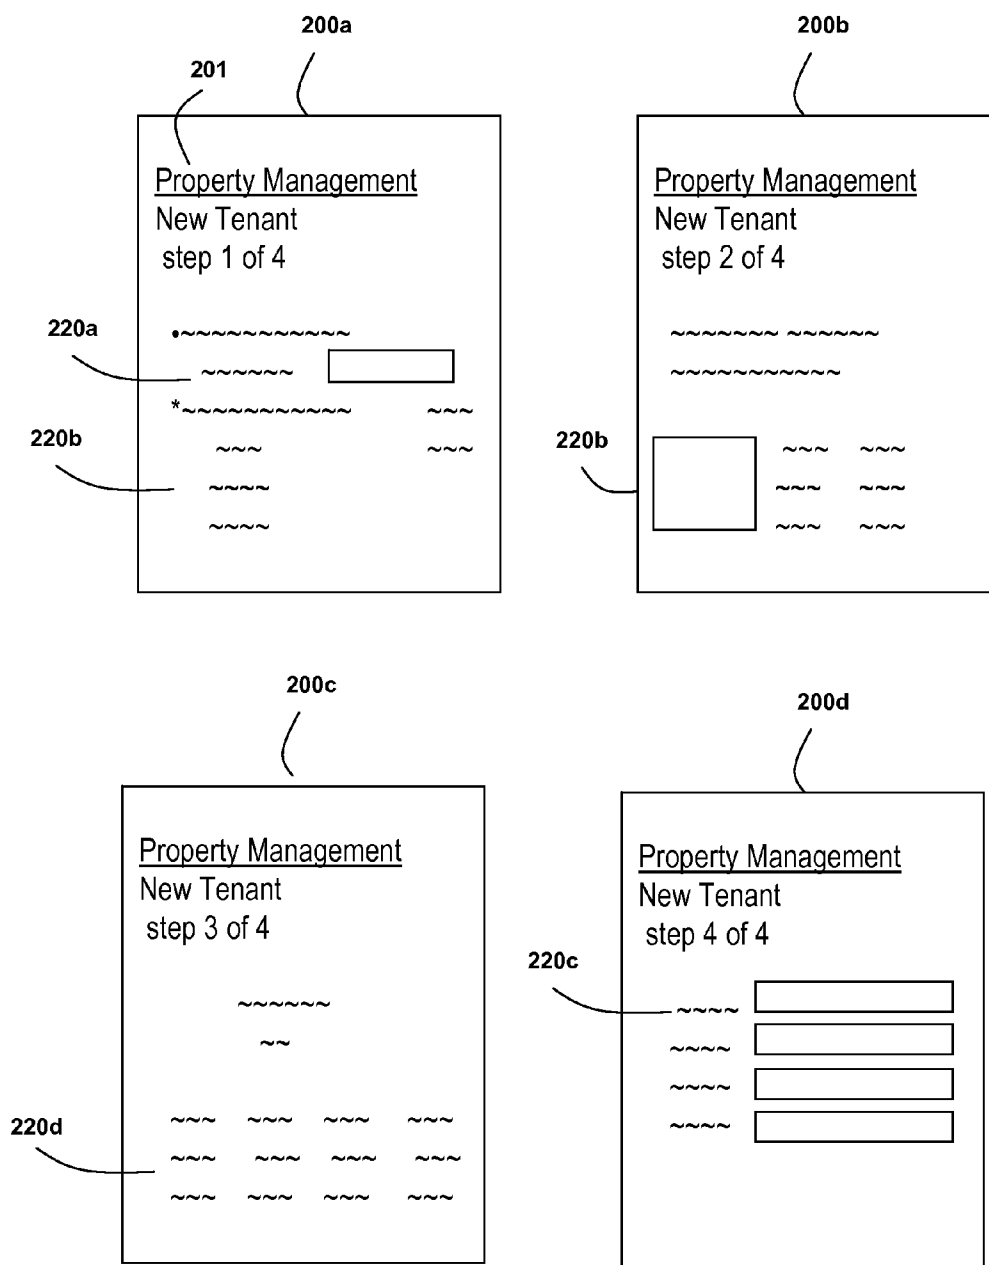 200a
200b
201
Property Management
New Tenant
step 1 of 4
220a
•~~~~~~~~~~~
~~~~~~
*~~~~~~~~~~~ ~~~
220b
~~~ ~~~
~~~~
~~~~
Property Management
New Tenant
step 2 of 4
~~~~~~~ ~~~~~~
~~~~~~~~~~~
220b
~~~ ~~~
~~~ ~~~
~~~ ~~~
200c
200d
Property Management
New Tenant
step 3 of 4
~~~~~~
~~
220d
~~~ ~~~ ~~~ ~~~
~~~ ~~~ ~~~ ~~~
~~~ ~~~ ~~~ ~~~
Property Management
New Tenant
step 4 of 4
220c
~~~~
~~~~
~~~~
~~~~